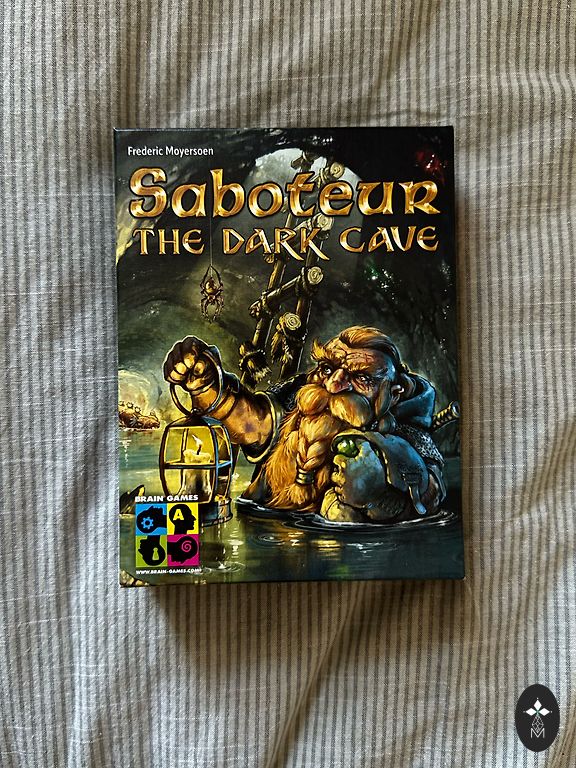 Frederic Moyersoen
Saboteur
THE DARK CAVE
BRAIN GAMES
A
WWW.BRAIN-GAMES.COM
M